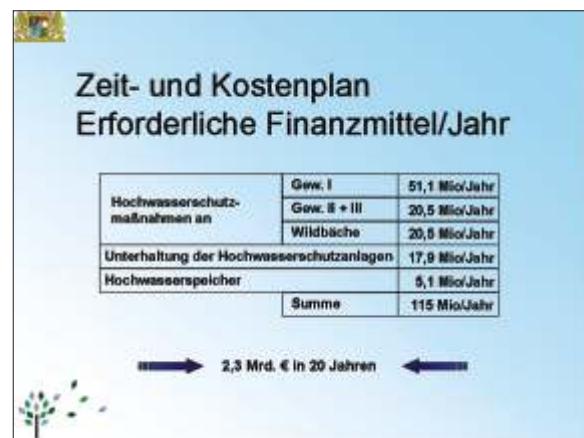 Zeit- und Kostenplan
Erforderliche Finanzmittel/Jahr
Hochwasserschutz-
maßnahmen an
Gew. I 51,1 Mio/Jahr
Gew. II + III 20,5 Mio/Jahr
Wildbäche 20,5 Mio/Jahr
Unterhaltung der Hochwasserschutzanlagen 17,9 Mio/Jahr
Hochwasserspeicher 5,1 Mio/Jahr
Summe 115 Mio/Jahr
2,3 Mrd. € in 20 Jahren